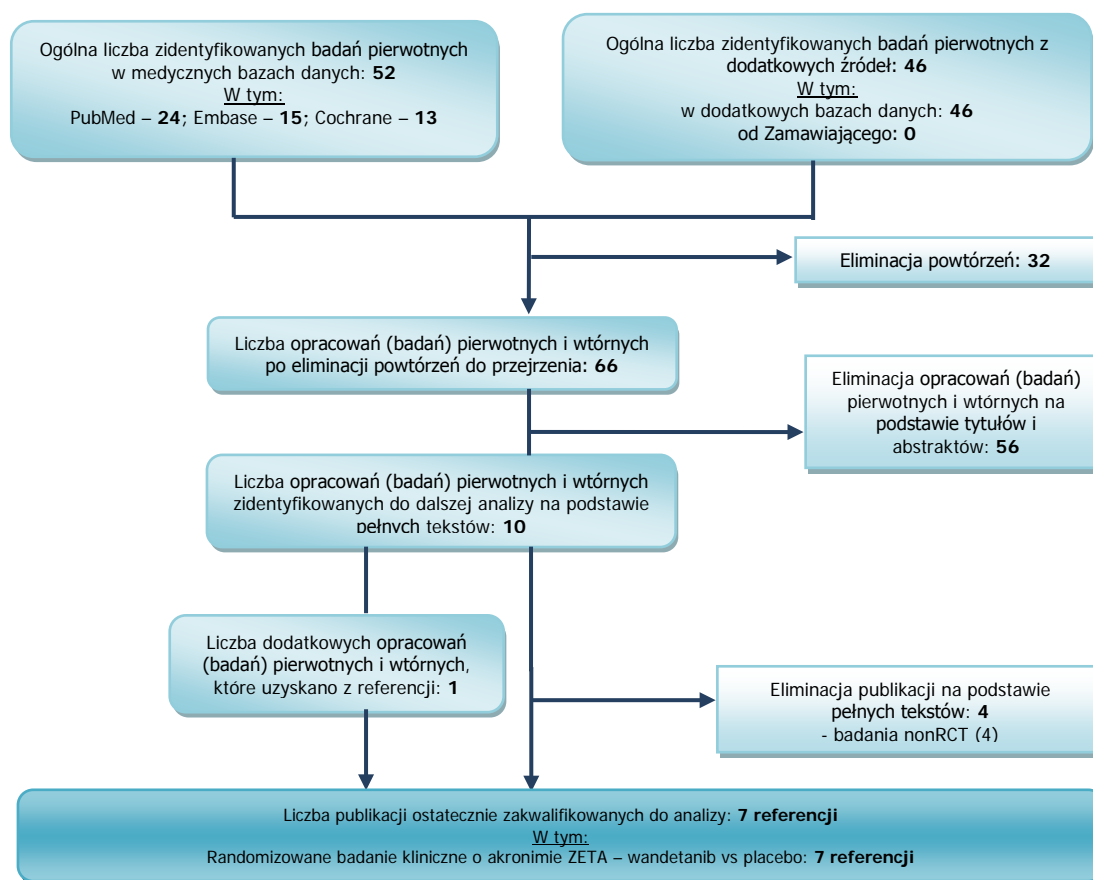 Ogólna liczba zidentyfikowanych badań pierwotnych
w medycznych bazach danych: 52
W tym:
PubMed – 24; Embase – 15; Cochrane – 13
Ogólna liczba zidentyfikowanych badań pierwotnych z
dodatkowych źródeł: 46
W tym:
w dodatkowych bazach danych: 46
od Zamawiającego: 0
Eliminacja powtórzeń: 32
Liczba opracowań (badań) pierwotnych i wtórnych
po eliminacji powtórzeń do przejrzenia: 66
Eliminacja opracowań (badań)
pierwotnych i wtórnych na
podstawie tytułów i
abstraktów: 56
Liczba opracowań (badań) pierwotnych i wtórnych
zidentyfikowanych do dalszej analizy na podstawie
pełnych tekstów: 10
Liczba dodatkowych opracowań
(badań) pierwotnych i wtórnych,
które uzyskano z referencji: 1
Eliminacja publikacji na podstawie
pełnych tekstów: 4
- badania nonRCT (4)
Liczba publikacji ostatecznie zakwalifikowanych do analizy: 7 referencji
W tym:
Randomizowane badanie kliniczne o akronimie ZETA – wandetanib vs placebo: 7 referencji